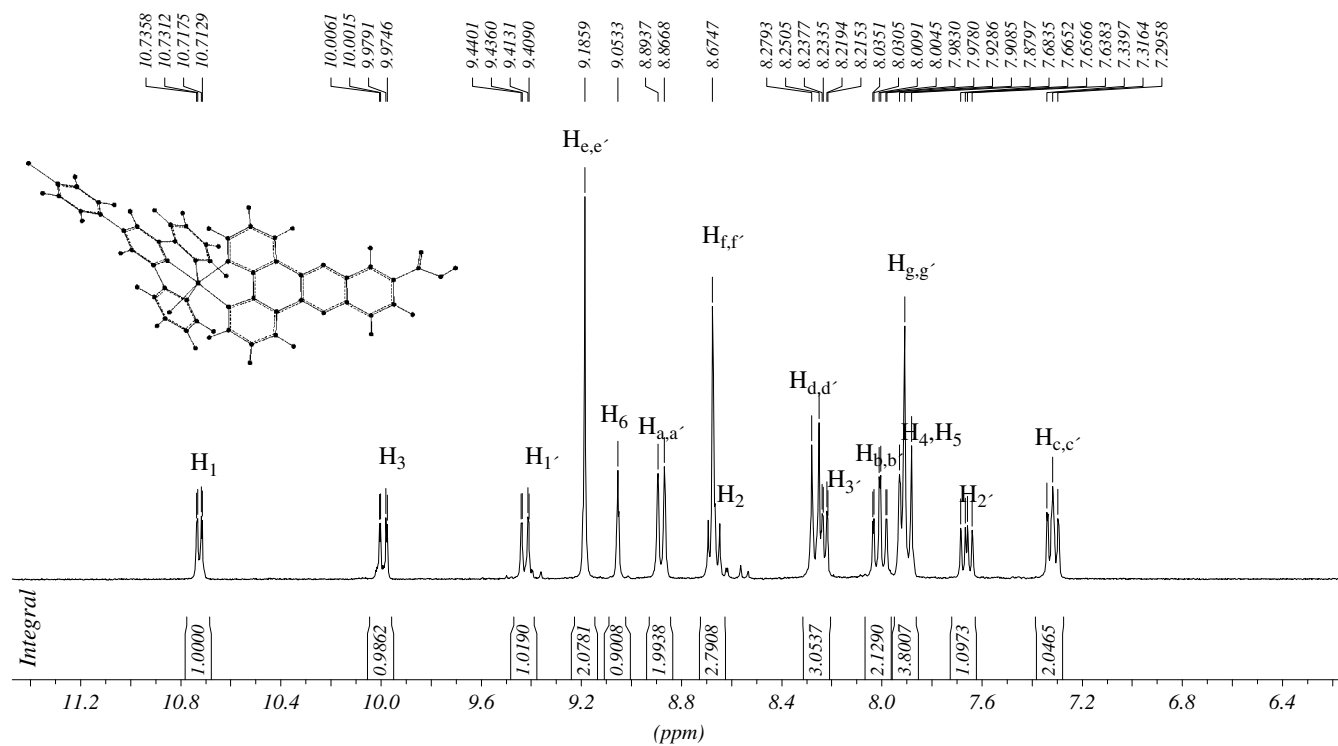 10.7358
10.7312
10.7175
10.7129
10.0061
10.0015
9.9791
9.9746
9.4401
9.4360
9.4131
9.4090
9.1859
9.0533
8.8937
8.8668
8.6747
8.2793
8.2505
8.2377
8.2335
8.2194
8.2153
8.0351
8.0305
8.0091
8.0045
7.9830
7.9780
7.9286
7.9085
7.8797
7.6835
7.6652
7.6566
7.6383
7.3397
7.3164
7.2958
H1
H3
H1´
He,e´
H6
Ha,a´
Hf,f´
H2
Hd,d´
H3´
Hb,b´
Hg,g´
H4,H5
H2´
Hc,c´
Integral
1.0000
0.9862
1.0190
2.0781
0.9008
1.9938
2.7908
3.0537
2.1290
3.8007
1.0973
2.0465
11.2 10.8 10.4 10.0 9.6 9.2 8.8 8.4 8.0 7.6 7.2 6.8 6.4
(ppm)